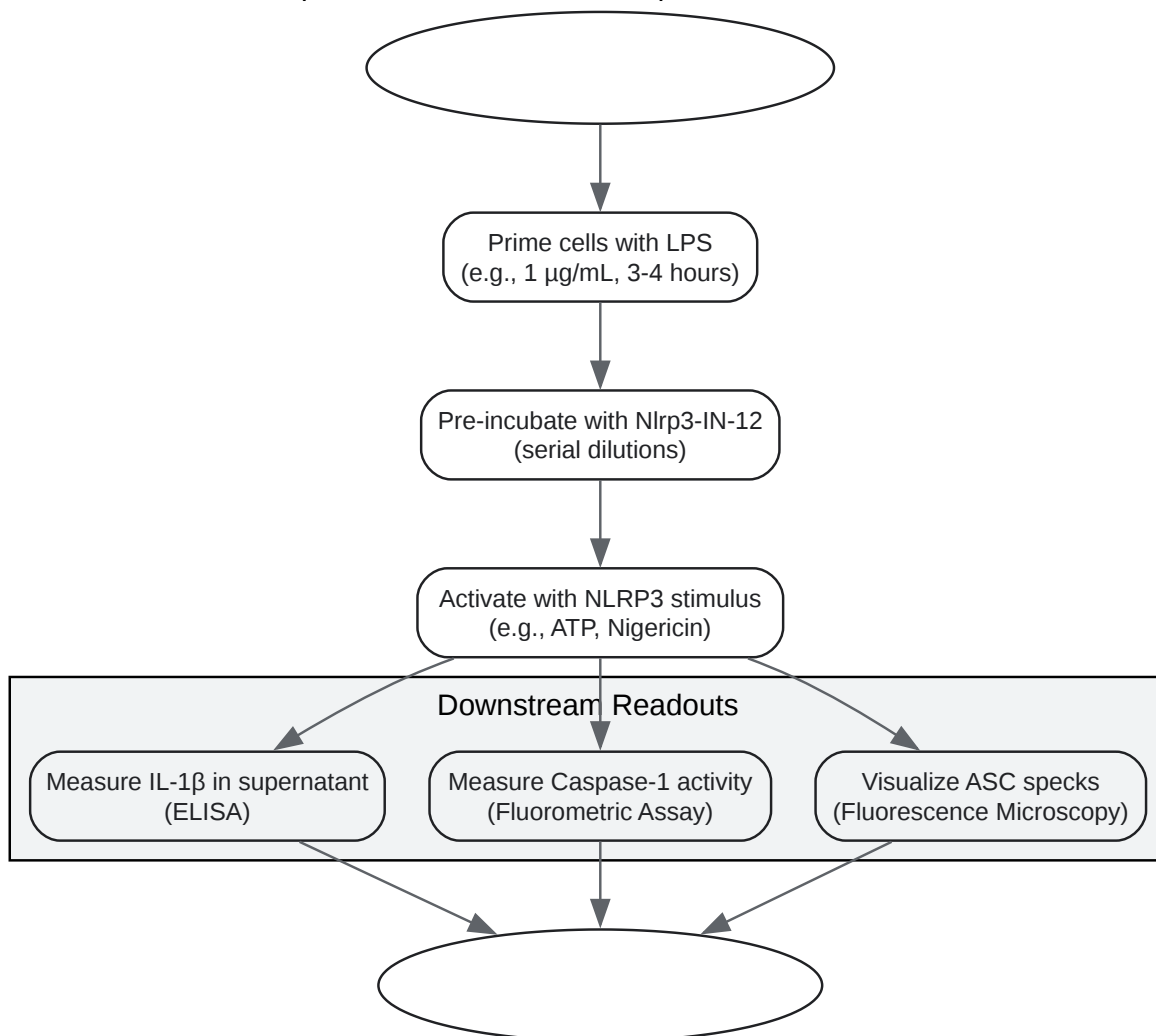 Prime cells with LPS
(e.g., 1 µg/mL, 3-4 hours)
Pre-incubate with Nlrp3-IN-12
(serial dilutions)
Activate with NLRP3 stimulus
(e.g., ATP, Nigericin)
Downstream Readouts
Measure IL-1β in supernatant
(ELISA)
Measure Caspase-1 activity
(Fluorometric Assay)
Visualize ASC specks
(Fluorescence Microscopy)